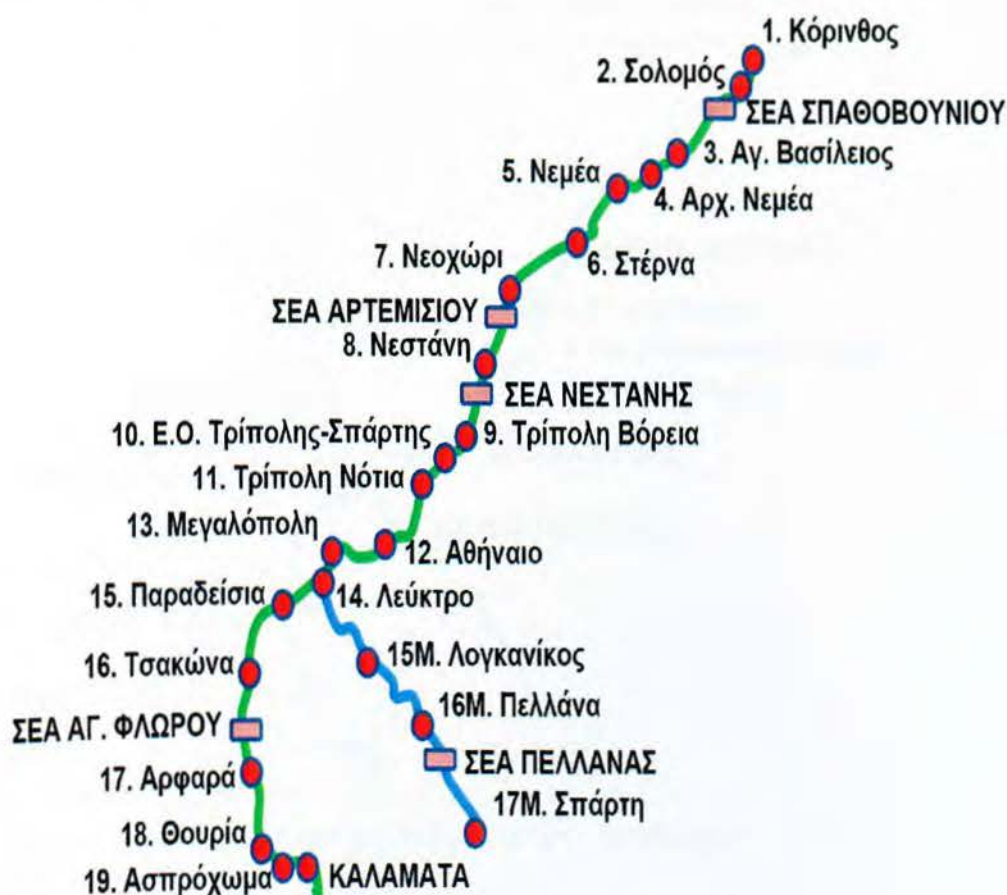 1. Κόρινθος
2. Σολομός
ΣΕΑ ΣΠΑΘΟΒΟΥΝΙΟΥ
3. Αγ. Βασίλειος
5. Νεμέα
4. Αρχ. Νεμέα
7. Νεοχώρι
6. Στέρνα
ΣΕΑ ΑΡΤΕΜΙΣΙΟΥ
8. Νεστάνη
ΣΕΑ ΝΕΣΤΑΝΗΣ
10. Ε.Ο. Τρίπολης-Σπάρτης
9. Τρίπολη Βόρεια
11. Τρίπολη Νότια
13. Μεγαλόπολη
12. Αθήναιο
15. Παραδείσια
14. Λεύκτρο
16. Τσακώνα
15Μ. Λογκανίκος
16Μ. Πελλάνα
ΣΕΑ ΑΓ. ΦΛΩΡΟΥ
ΣΕΑ ΠΕΛΛΑΝΑΣ
17. Αρφαρά
17Μ. Σπάρτη
18. Θουρία
19. Ασπρόχωμα
ΚΑΛΑΜΑΤΑ